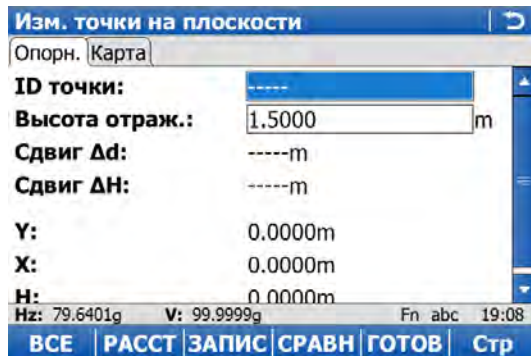 Изм. точки на плоскости
Опорн. Карта
ID точки: -----
Высота отраж.: 1.5000 m
Сдвиг Δd: -----m
Сдвиг ΔH: -----m
Y: 0.0000m
X: 0.0000m
H: 0.0000m
Hz: 79.6401g V: 99.9999g Fn abc 19:08
ВСЕ РАССТ ЗАПИС СРАВН ГОТОВ Стр